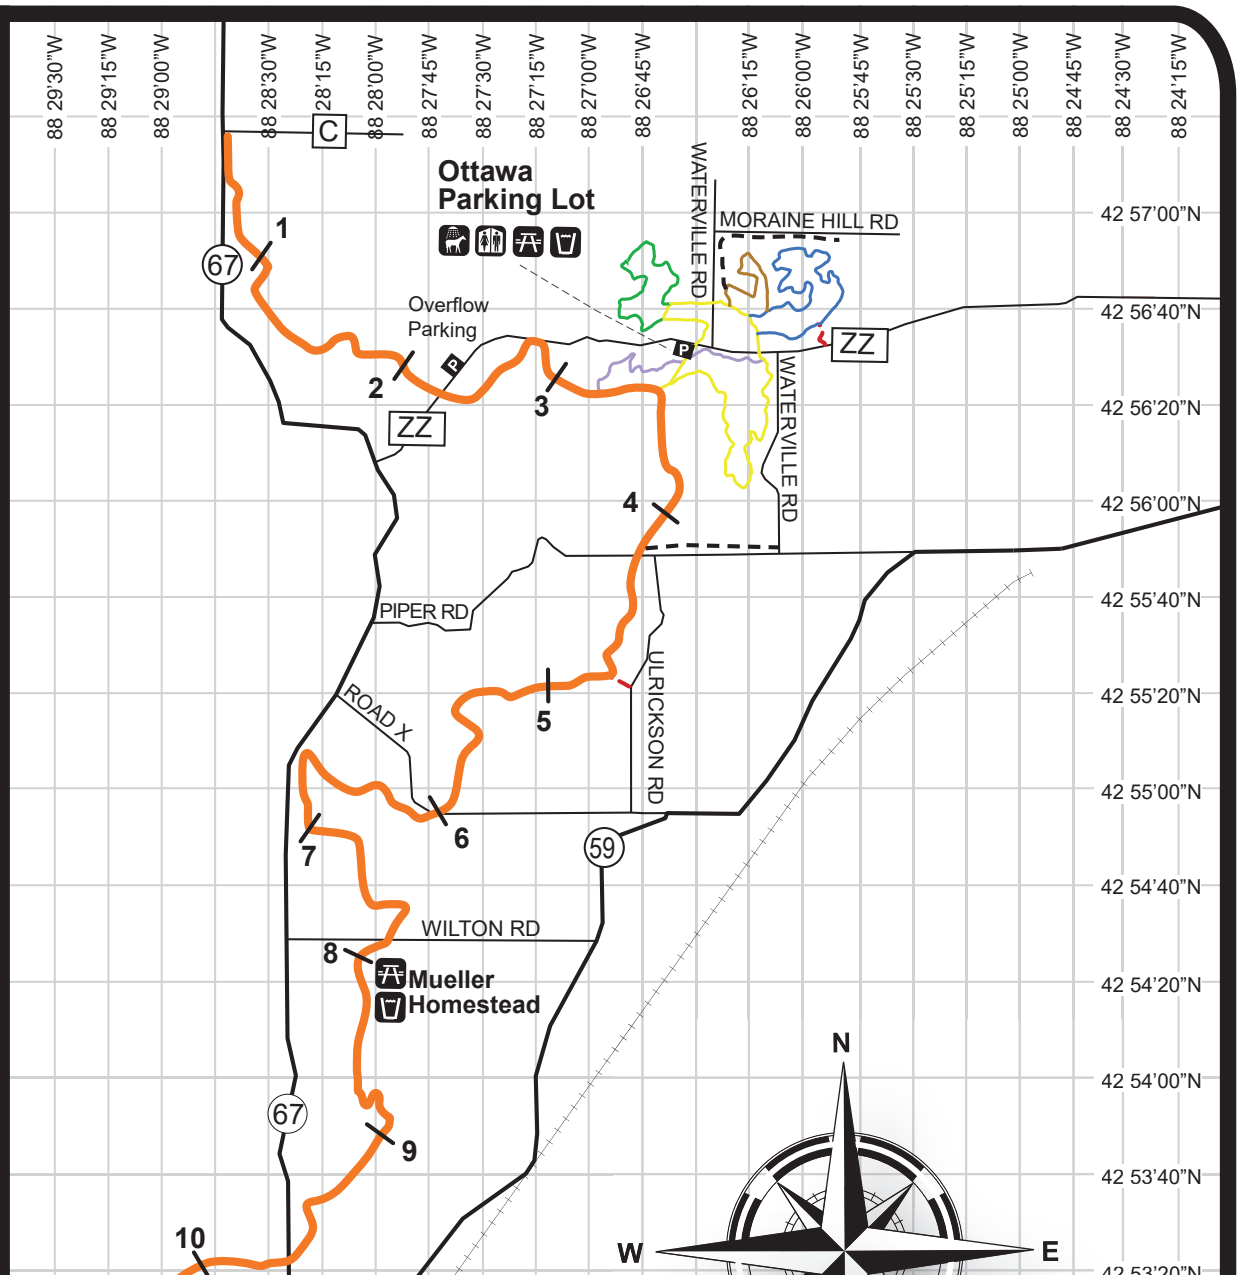 88 29'30"W
88 29'15"W
88 29'00"W
88 28'30"W
88 28'15"W
88 28'00"W
88 27'45"W
88 27'30"W
88 27'15"W
88 27'00"W
88 26'45"W
88 26'15"W
88 26'00"W
88 25'45"W
88 25'30"W
88 25'15"W
88 25'00"W
88 24'45"W
88 24'30"W
88 24'15"W
C
Ottawa
Parking Lot
WATERVILLE RD
MORAINE HILL RD
42 57'00"N
1
67
Overflow
Parking
42 56'40"N
P
P
ZZ
2
3
42 56'20"N
ZZ
WATERVILLE RD
4
42 56'00"N
PIPER RD
42 55'40"N
ULRICKSON RD
ROAD X
5
42 55'20"N
42 55'00"N
6
7
59
42 54'40"N
WILTON RD
8
Mueller
Homestead
42 54'20"N
N
42 54'00"N
67
9
42 53'40"N
10
W
E
42 53'20"N